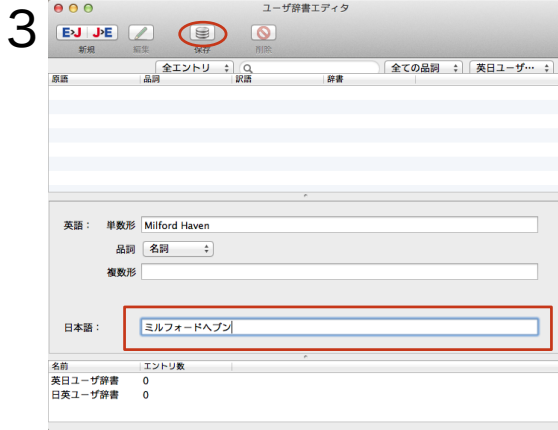 3
ユーザ辞書エディタ
E›J J›E
新規 編集 保存 削除
全エントリ 全ての品詞 英日ユーザ…
原語 品詞 訳語 辞書
英語： 単数形 Milford Haven
品詞 名詞
複数形
日本語： ミルフォードヘブン
名前 エントリ数
英日ユーザ辞書 0
日英ユーザ辞書 0